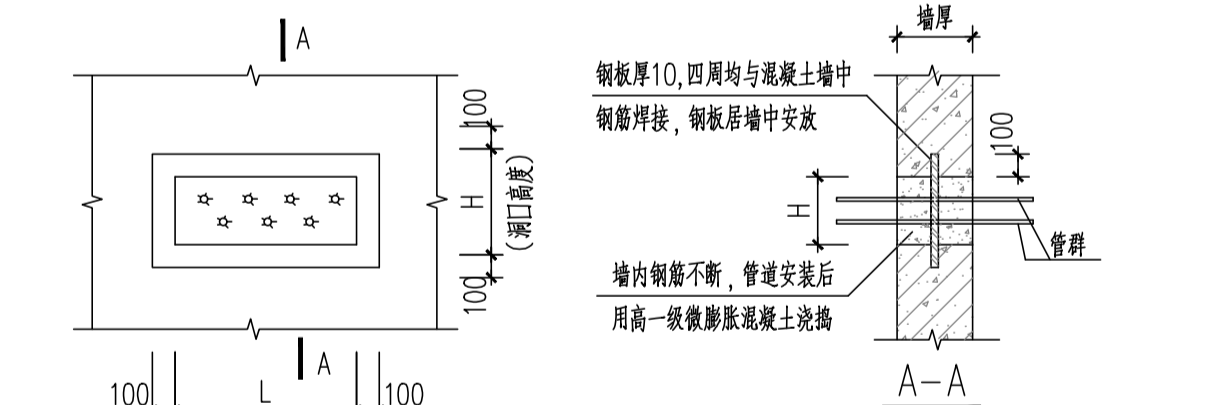 A
100
H
(洞口高度)
100
A
100
L
100
墙厚
钢板厚10,四周均与混凝土墙中
钢筋焊接，钢板居墙中安放
100
H
管群
墙内钢筋不断，管道安装后
用高一级微膨胀混凝土浇捣
A-A